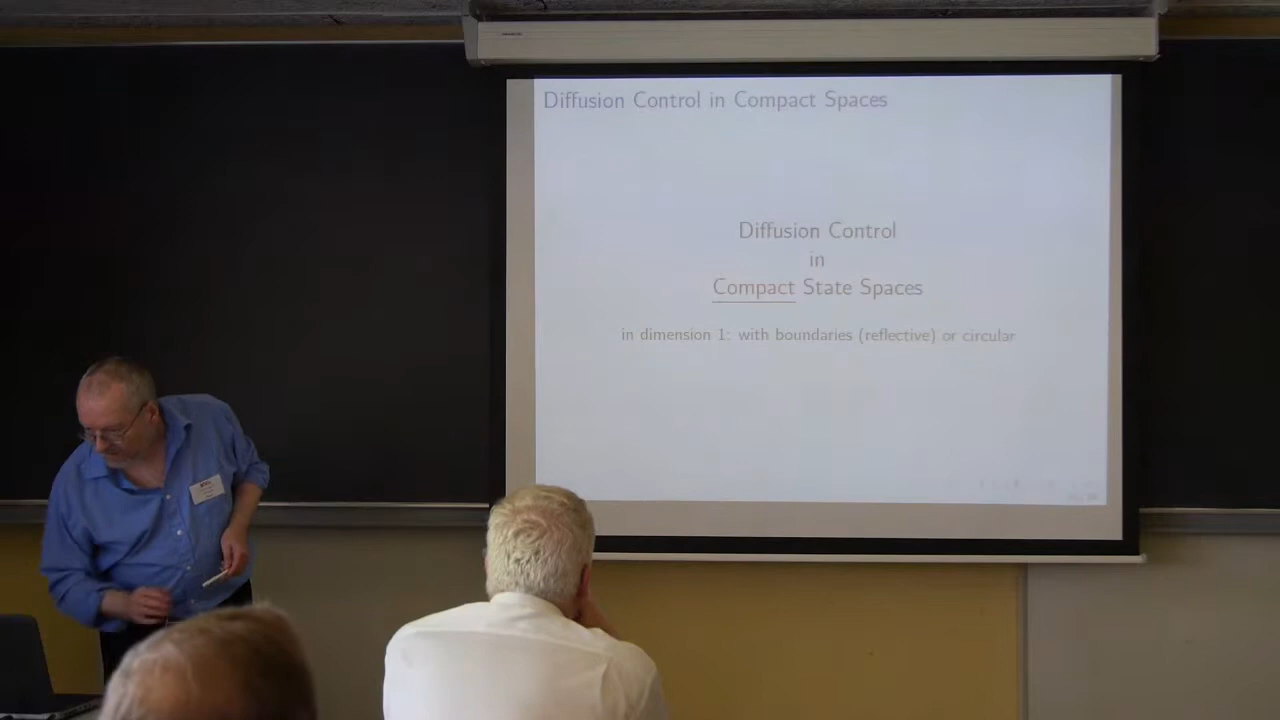 Diffusion Control in Compact Spaces
Diffusion Control
in
Compact State Spaces
in dimension 1: with boundaries (reflective) or circular